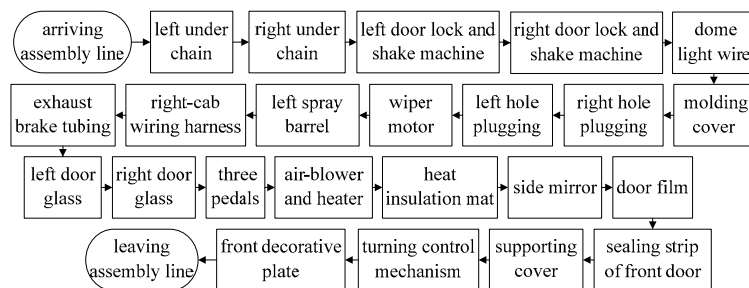 arriving
assembly line
left under
chain
right under
chain
left door lock and
shake machine
right door lock and
shake machine
dome
light wire
molding
cover
right hole
plugging
left hole
plugging
wiper
motor
left spray
barrel
right-cab
wiring harness
exhaust
brake tubing
left door
glass
right door
glass
three
pedals
air-blower
and heater
heat
insulation mat
side mirror
door film
sealing strip
of front door
supporting
cover
turning control
mechanism
front decorative
plate
leaving
assembly line